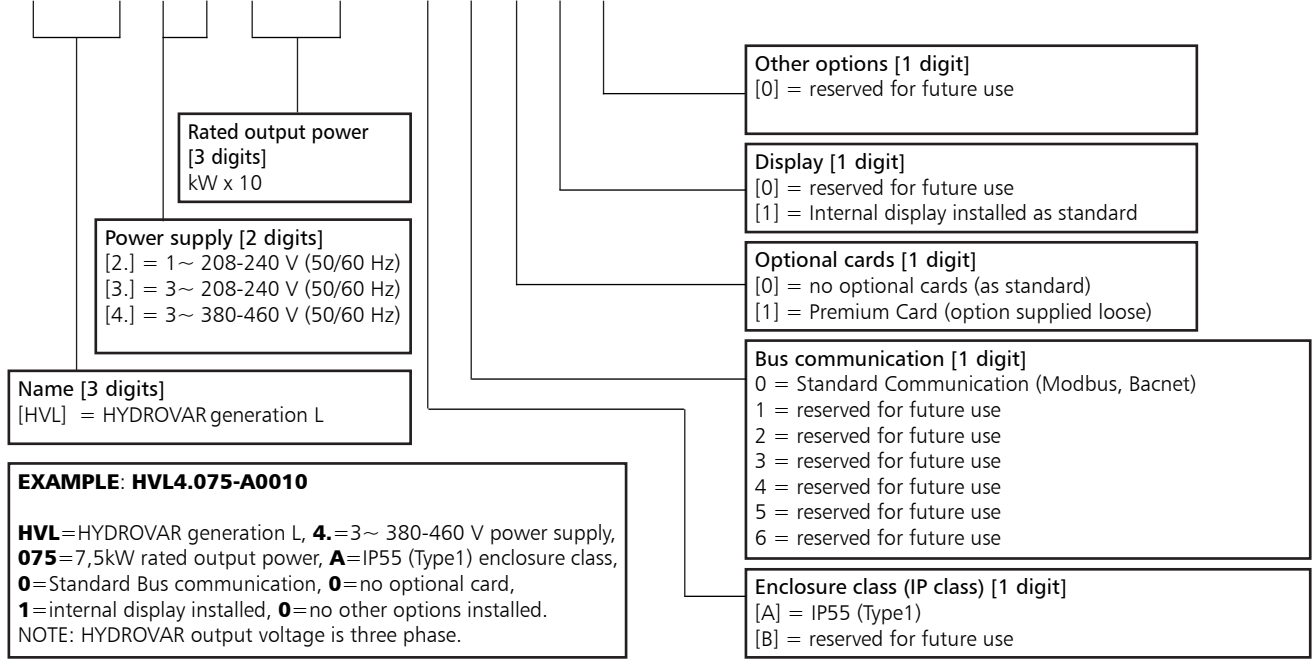 Rated output power
[3 digits]
kW x 10
Power supply [2 digits]
[2.] = 1~ 208-240 V (50/60 Hz)
[3.] = 3~ 208-240 V (50/60 Hz)
[4.] = 3~ 380-460 V (50/60 Hz)
Name [3 digits]
[HVL] = HYDROVAR generation L
EXAMPLE: HVL4.075-A0010
HVL=HYDROVAR generation L, 4.=3~ 380-460 V power supply,
075=7,5kW rated output power, A=IP55 (Type1) enclosure class,
0=Standard Bus communication, 0=no optional card,
1=internal display installed, 0=no other options installed.
NOTE: HYDROVAR output voltage is three phase.
Other options [1 digit]
[0] = reserved for future use
Display [1 digit]
[0] = reserved for future use
[1] = Internal display installed as standard
Optional cards [1 digit]
[0] = no optional cards (as standard)
[1] = Premium Card (option supplied loose)
Bus communication [1 digit]
0 = Standard Communication (Modbus, Bacnet)
1 = reserved for future use
2 = reserved for future use
3 = reserved for future use
4 = reserved for future use
5 = reserved for future use
6 = reserved for future use
Enclosure class (IP class) [1 digit]
[A] = IP55 (Type1)
[B] = reserved for future use